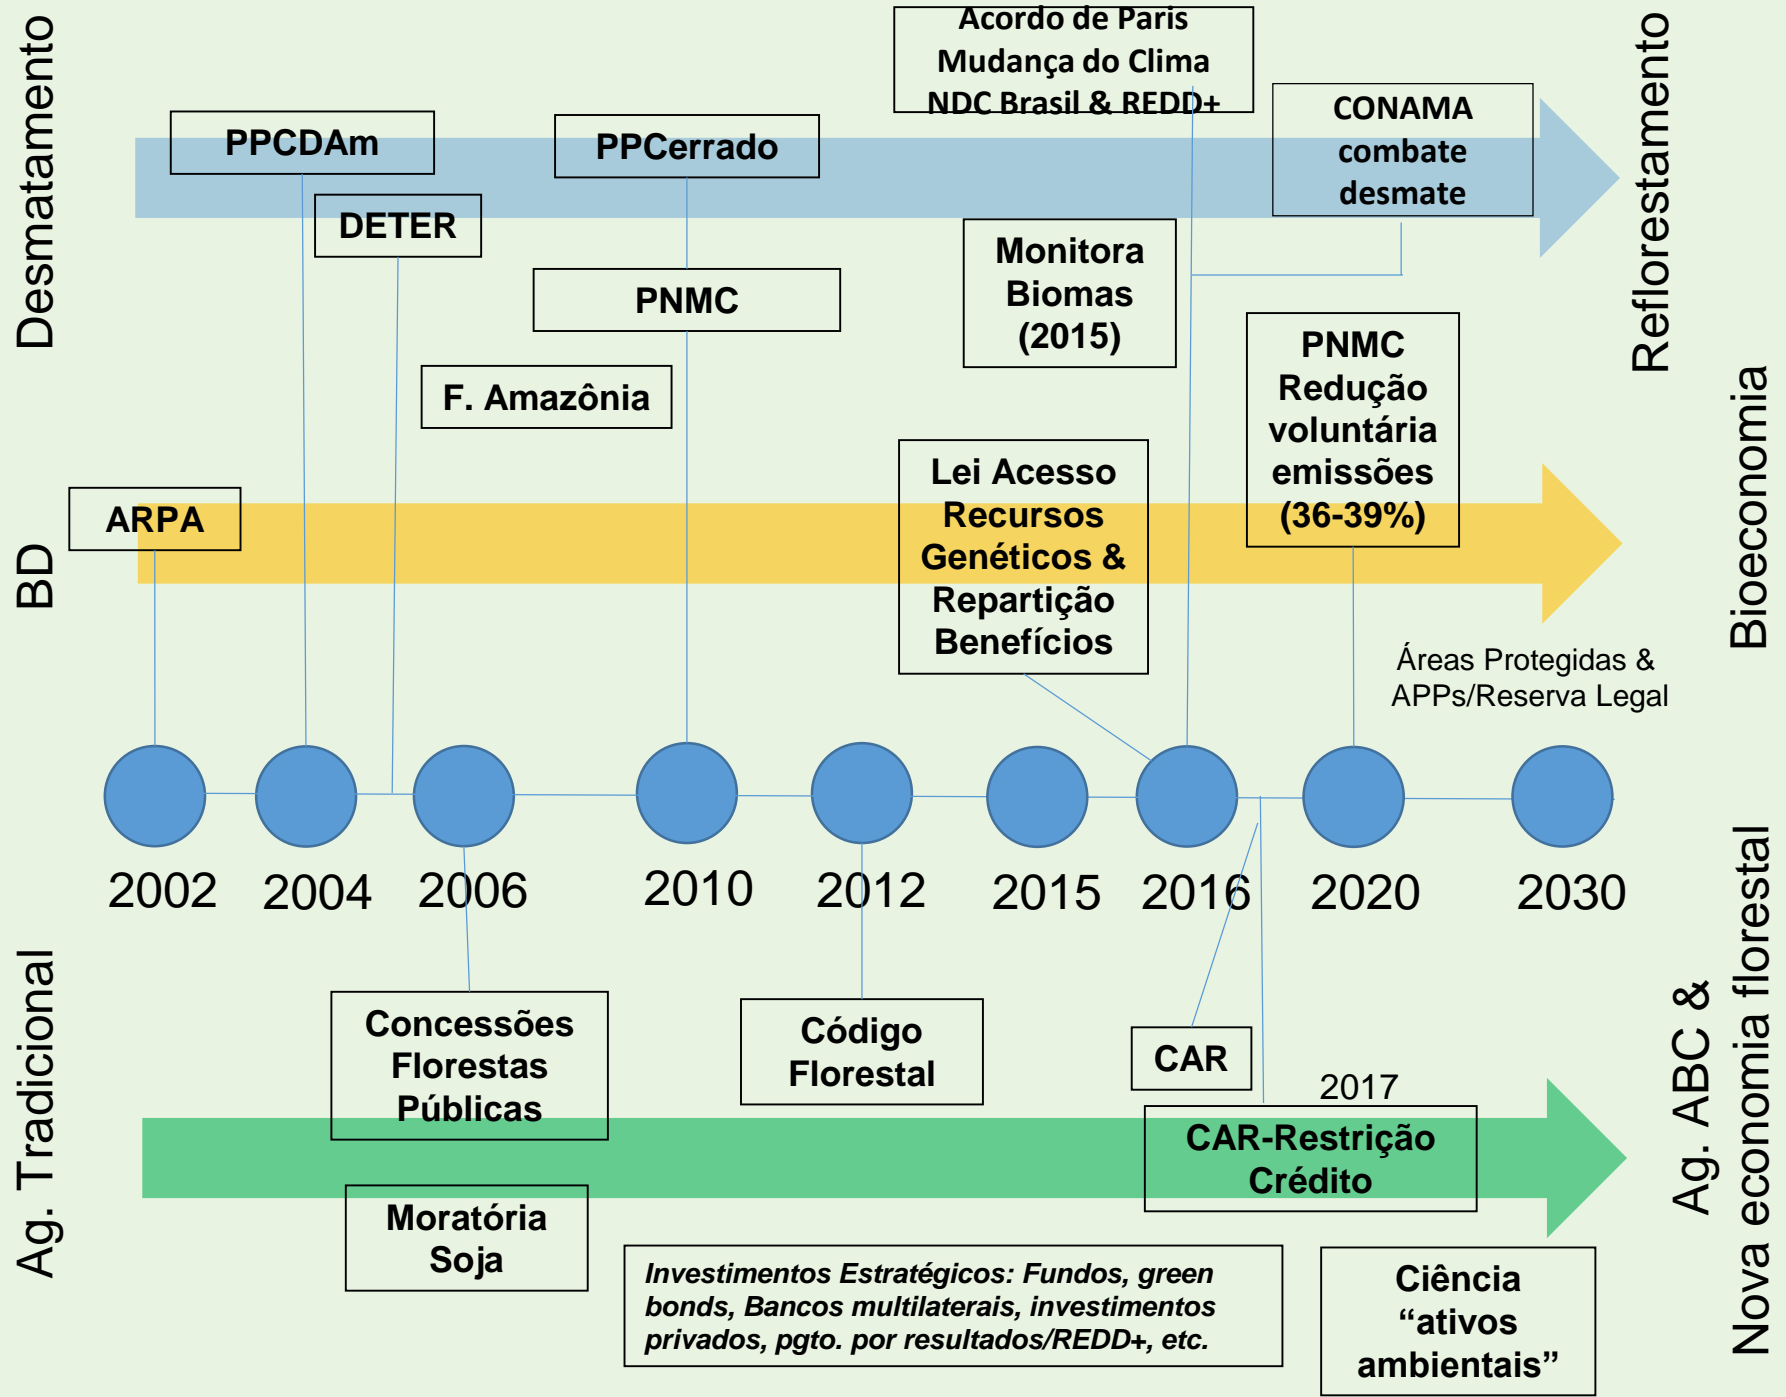 Desmatamento
Acordo de Paris
Mudança do Clima
NDC Brasil & REDD+
PPCDAm
PPCerrado
CONAMA
combate
desmate
Reflorestamento
DETER
PNMC
Monitora
Biomas
(2015)
F. Amazônia
PNMC
Redução
voluntária
emissões
(36-39%)
BD
ARPA
Lei Acesso
Recursos
Genéticos &
Repartição
Benefícios
Bioeconomia
Áreas Protegidas &
APPs/Reserva Legal
2002
2004
2006
2010
2012
2015
2016
2020
2030
Ag. Tradicional
Concessões
Florestas
Públicas
Código
Florestal
CAR
2017
CAR-Restrição
Crédito
Ag. ABC &
Nova economia florestal
Moratória
Soja
Investimentos Estratégicos: Fundos, green
bonds, Bancos multilaterais, investimentos
privados, pgto. por resultados/REDD+, etc.
Ciência
“ativos
ambientais”